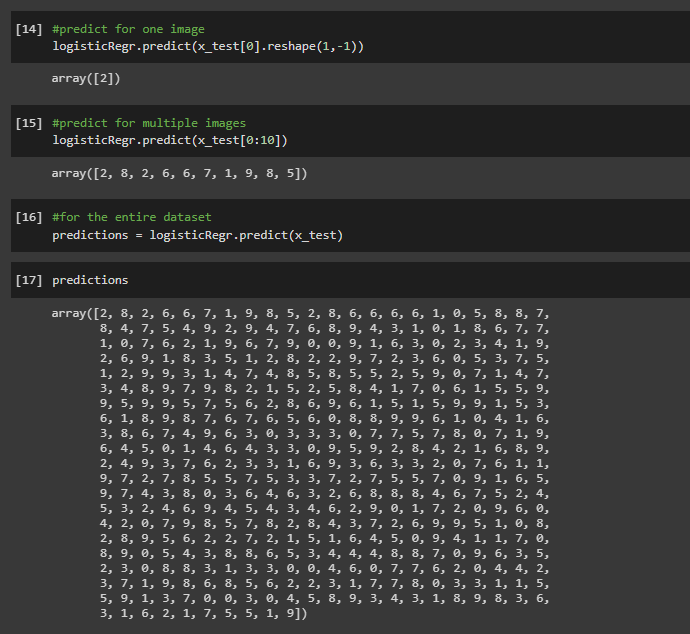 [14] #predict for one image
logisticRegr.predict(x_test[0].reshape(1,-1))
array([2])
[15] #predict for multiple images
logisticRegr.predict(x_test[0:10])
array([2, 8, 2, 6, 6, 7, 1, 9, 8, 5])
[16] #for the entire dataset
predictions = logisticRegr.predict(x_test)
[17] predictions
array([2, 8, 2, 6, 6, 7, 1, 9, 8, 5, 2, 8, 6, 6, 6, 6, 1, 0, 5, 8, 8, 7,
8, 4, 7, 5, 4, 9, 2, 9, 4, 7, 6, 8, 9, 4, 3, 1, 0, 1, 8, 6, 7, 7,
1, 0, 7, 6, 2, 1, 9, 6, 7, 9, 0, 0, 9, 1, 6, 3, 0, 2, 3, 4, 1, 9,
2, 6, 9, 1, 8, 3, 5, 1, 2, 8, 2, 2, 9, 7, 2, 3, 6, 0, 5, 3, 7, 5,
1, 2, 9, 9, 3, 1, 4, 7, 4, 8, 5, 8, 5, 5, 2, 5, 9, 0, 7, 1, 4, 7,
3, 4, 8, 9, 7, 9, 8, 2, 1, 5, 2, 5, 8, 4, 1, 7, 0, 6, 1, 5, 5, 9,
9, 5, 9, 9, 5, 7, 5, 6, 2, 8, 6, 9, 6, 1, 5, 1, 5, 9, 9, 1, 5, 3,
6, 1, 8, 9, 8, 7, 6, 7, 6, 5, 6, 0, 8, 8, 9, 9, 6, 1, 0, 4, 1, 6,
3, 8, 6, 7, 4, 9, 6, 3, 0, 3, 3, 3, 0, 7, 7, 5, 7, 8, 0, 7, 1, 9,
6, 4, 5, 0, 1, 4, 6, 4, 3, 3, 0, 9, 5, 9, 2, 8, 4, 2, 1, 6, 8, 9,
2, 4, 9, 3, 7, 6, 2, 3, 3, 1, 6, 9, 3, 6, 3, 3, 2, 0, 7, 6, 1, 1,
9, 7, 2, 7, 8, 5, 5, 7, 5, 3, 3, 7, 2, 7, 5, 5, 7, 0, 9, 1, 6, 5,
9, 7, 4, 3, 8, 0, 3, 6, 4, 6, 3, 2, 6, 8, 8, 8, 4, 6, 7, 5, 2, 4,
5, 3, 2, 4, 6, 9, 4, 5, 4, 3, 4, 6, 2, 9, 0, 1, 7, 2, 0, 9, 6, 0,
4, 2, 0, 7, 9, 8, 5, 7, 8, 2, 8, 4, 3, 7, 2, 6, 9, 9, 5, 1, 0, 8,
2, 8, 9, 5, 6, 2, 2, 7, 2, 1, 5, 1, 6, 4, 5, 0, 9, 4, 1, 1, 7, 0,
8, 9, 0, 5, 4, 3, 8, 8, 6, 5, 3, 4, 4, 4, 8, 8, 7, 0, 9, 6, 3, 5,
2, 3, 0, 8, 8, 3, 1, 3, 3, 0, 0, 4, 6, 0, 7, 7, 6, 2, 0, 4, 4, 2,
3, 7, 1, 9, 8, 6, 8, 5, 6, 2, 2, 3, 1, 7, 7, 8, 0, 3, 3, 1, 1, 5,
5, 9, 1, 3, 7, 0, 0, 3, 0, 4, 5, 8, 9, 3, 4, 3, 1, 8, 9, 8, 3, 6,
3, 1, 6, 2, 1, 7, 5, 5, 1, 9])